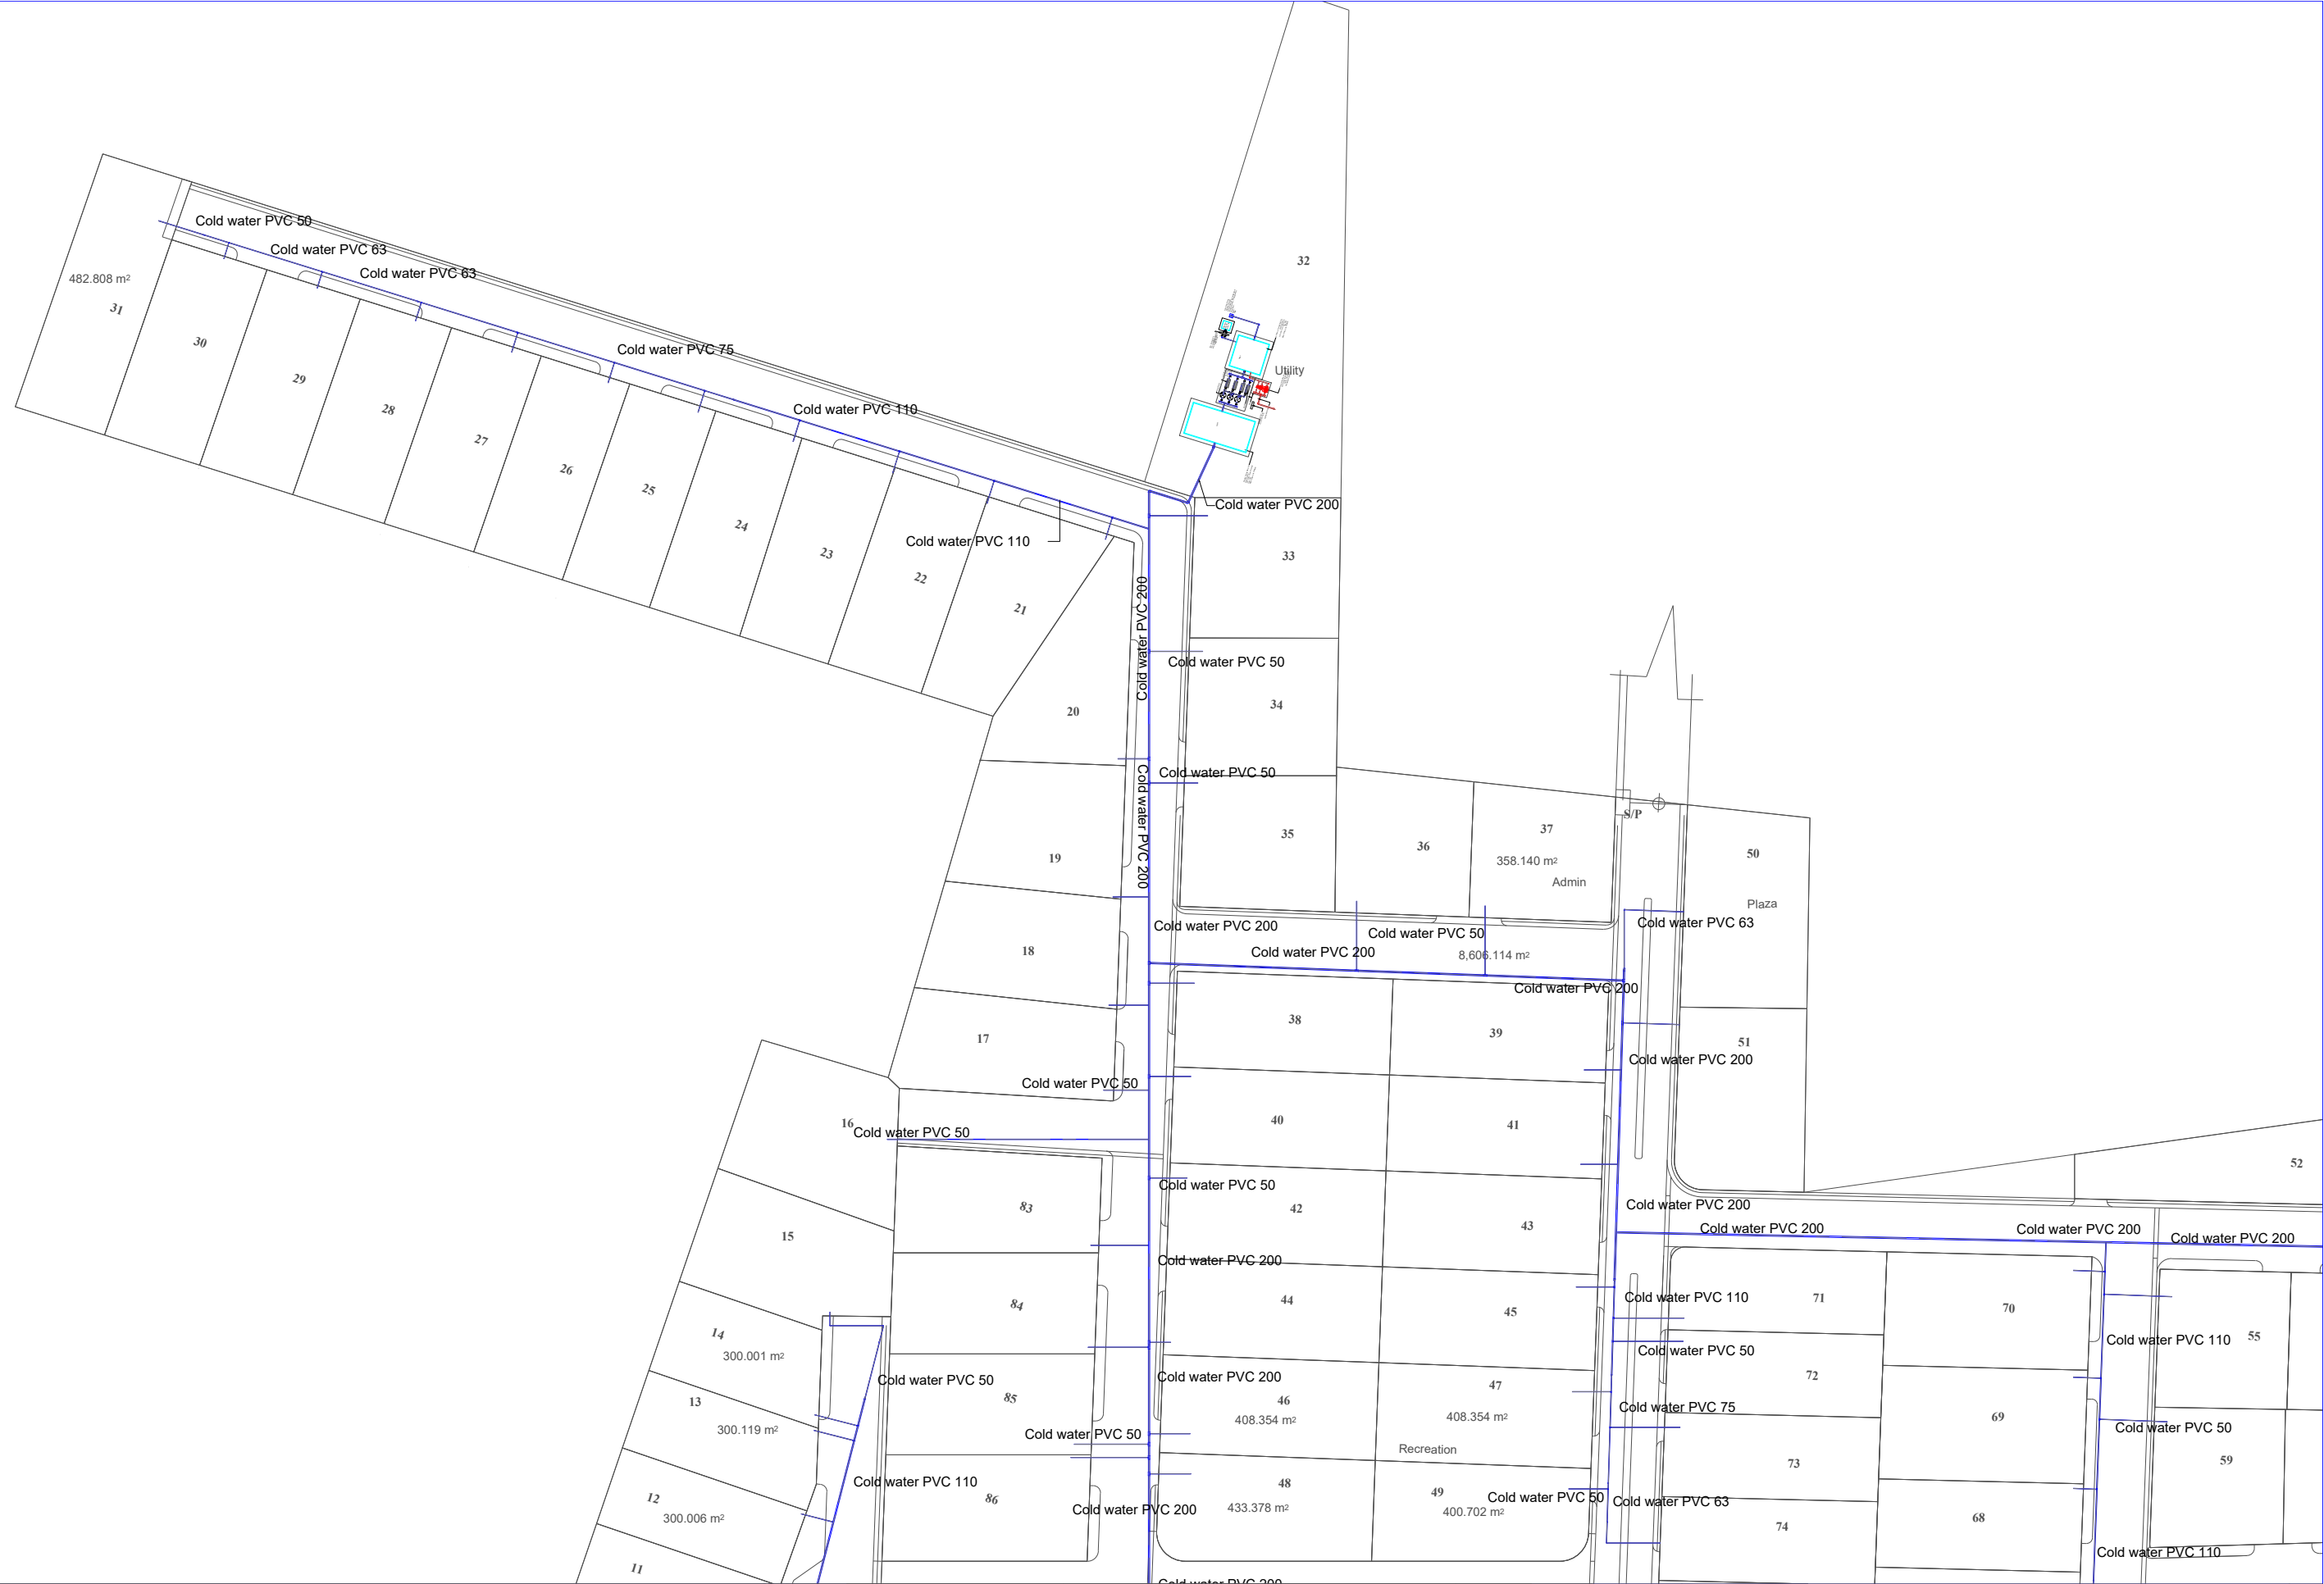 32
Cold water PVC 50
Cold water PVC 63
Cold water PVC 63
482.808 m²
31
30
29
28
27
26
25
24
23
22
21
Cold water PVC 75
Cold water PVC 110
Utility
Cold water PVC 200
Cold water PVC 110
33
Cold water PVC 200
Cold water PVC 50
34
20
Cold water PVC 50
Cold water PVC 200
35
36
37
358.140 m²
Admin
S/P
50
Plaza
19
Cold water PVC 200
Cold water PVC 50
Cold water PVC 63
18
Cold water PVC 200
8,606.114 m²
Cold water PVC 200
38
39
17
51
Cold water PVC 200
Cold water PVC 50
16
Cold water PVC 50
40
41
52
Cold water PVC 50
83
42
43
Cold water PVC 200
Cold water PVC 200
Cold water PVC 200
Cold water PVC 200
15
Cold water PVC 200
84
44
45
Cold water PVC 110
71
70
14
300.001 m²
Cold water PVC 110
55
Cold water PVC 50
Cold water PVC 50
85
Cold water PVC 200
46
408.354 m²
47
408.354 m²
72
13
300.119 m²
Cold water PVC 75
69
Cold water PVC 50
Cold water PVC 50
Recreation
73
59
Cold water PVC 110
86
48
433.378 m²
49
400.702 m²
Cold water PVC 50
Cold water PVC 63
Cold water PVC 200
12
300.006 m²
74
68
Cold water PVC 110
11
Cold water PVC 200